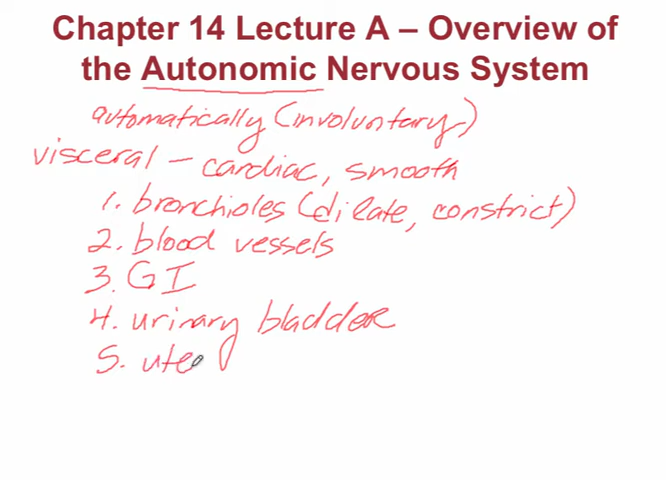 Chapter 14 Lecture A – Overview of
the Autonomic Nervous System
automatically (involuntary)
visceral – cardiac, smooth
1. bronchioles (dilate, constrict)
2. blood vessels
3. GI
4. urinary bladder
5. ute